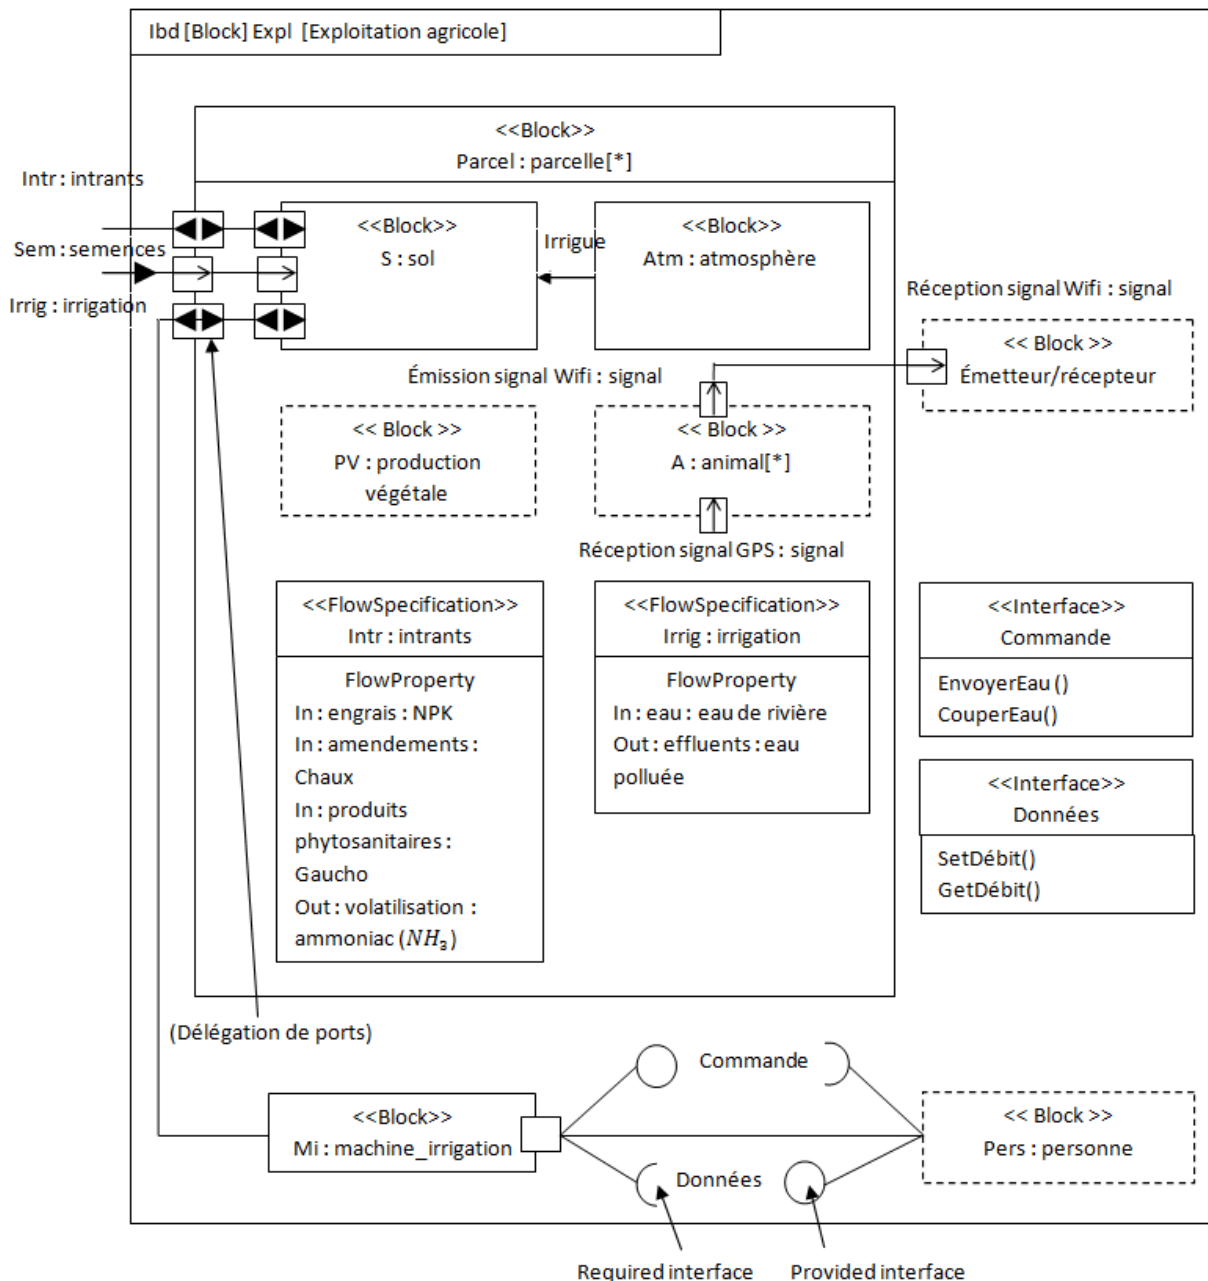 Ibd [Block] Expl [Exploitation agricole]
<<Block>>
Parcel : parcelle[*]
Intr : intrants
<<Block>>
S : sol
Irrigue
<<Block>>
Atm : atmosphère
Sem : semences
Irrig : irrigation
Réception signal Wifi : signal
<< Block >>
Émetteur/récepteur
Émission signal Wifi : signal
<< Block >>
PV : production
végétale
<< Block >>
A : animal[*]
Réception signal GPS : signal
<<FlowSpecification>>
Intr : intrants
FlowProperty
In : engrais : NPK
In : amendements :
Chaux
In : produits
phytosanitaires :
Gaucho
Out : volatilisation :
ammoniac (NH₃)
<<FlowSpecification>>
Irrig : irrigation
FlowProperty
In : eau : eau de rivière
Out : effluents : eau
polluée
<<Interface>>
Commande
EnvoyerEau ()
CouperEau()
<<Interface>>
Données
SetDébit()
GetDébit()
(Délégation de ports)
Commande
<<Block>>
Mi : machine_irrigation
<< Block >>
Pers : personne
Données
Required interface
Provided interface